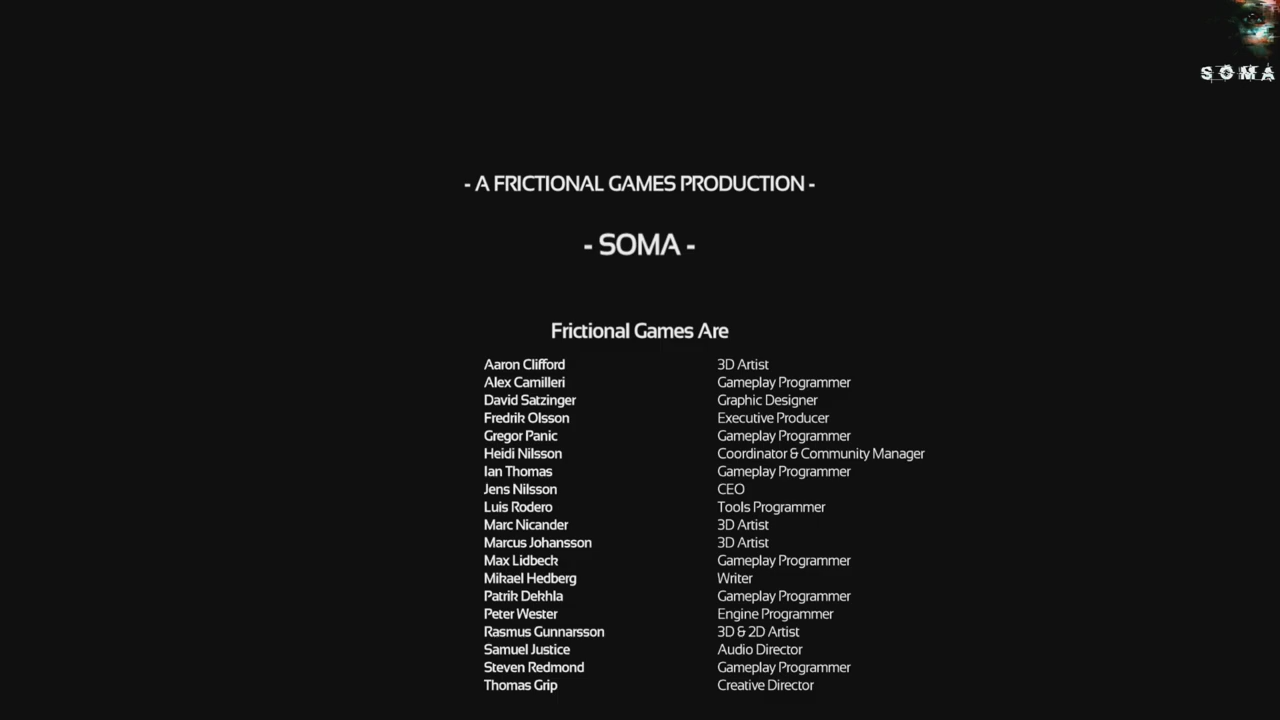 SOMA
- A FRICTIONAL GAMES PRODUCTION -
- SOMA -
Frictional Games Are
Aaron Clifford 3D Artist
Alex Camilleri Gameplay Programmer
David Satzinger Graphic Designer
Fredrik Olsson Executive Producer
Gregor Panic Gameplay Programmer
Heidi Nilsson Coordinator & Community Manager
Ian Thomas Gameplay Programmer
Jens Nilsson CEO
Luis Rodero Tools Programmer
Marc Nicander 3D Artist
Marcus Johansson 3D Artist
Max Lidbeck Gameplay Programmer
Mikael Hedberg Writer
Patrik Dekhla Gameplay Programmer
Peter Wester Engine Programmer
Rasmus Gunnarsson 3D & 2D Artist
Samuel Justice Audio Director
Steven Redmond Gameplay Programmer
Thomas Grip Creative Director